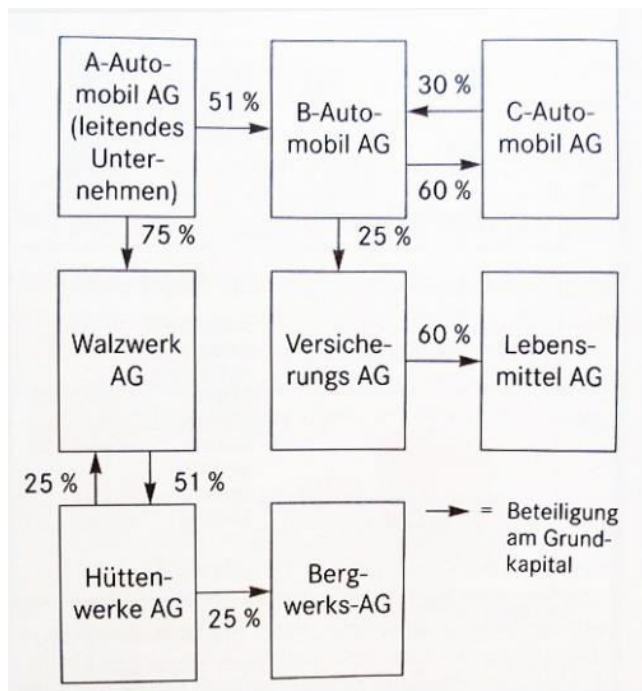 A-Auto-
mobil AG
(leitendes
Unter-
nehmen)
51 %
B-Auto-
mobil AG
30 %
60 %
C-Auto-
mobil AG
75 %
25 %
Walzwerk
AG
Versiche-
rungs AG
60 %
Lebens-
mittel AG
25 %
51 %
Hütten-
werke AG
25 %
Berg-
werks-AG
= Beteiligung
am Grund-
kapital